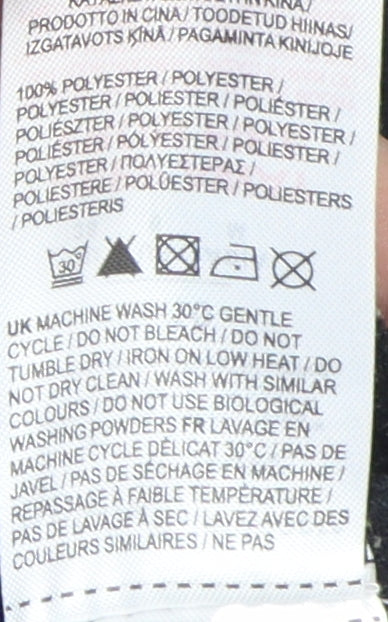 PRODOTTO IN CINA / TOODETUD HIINAS/
IZGATAVOTS ĶĪNĀ / PAGAMINTA KINIJOJE
100% POLYESTER / POLYESTER /
POLYESTER / POLIESTER / POLIÉSTER /
POLIÉSZTER / POLYESTER / POLYESTER /
POLIÉSTER / PÓLÝESTER / POLIESTER /
POLYESTER / ΠΟΛΥΕΣΤΕΡΑΣ /
POLIESTERE / POLÜESTER / POLIESTERS
/ POLIESTERIS
30°
UK MACHINE WASH 30°C GENTLE
CYCLE / DO NOT BLEACH / DO NOT
TUMBLE DRY / IRON ON LOW HEAT / DO
NOT DRY CLEAN / WASH WITH SIMILAR
COLOURS / DO NOT USE BIOLOGICAL
WASHING POWDERS FR LAVAGE EN
MACHINE CYCLE DÉLICAT 30°C / PAS DE
JAVEL / PAS DE SÉCHAGE EN MACHINE /
REPASSAGE À FAIBLE TEMPÉRATURE /
PAS DE LAVAGE À SEC / LAVEZ AVEC DES
COULEURS SIMILAIRES / NE PAS